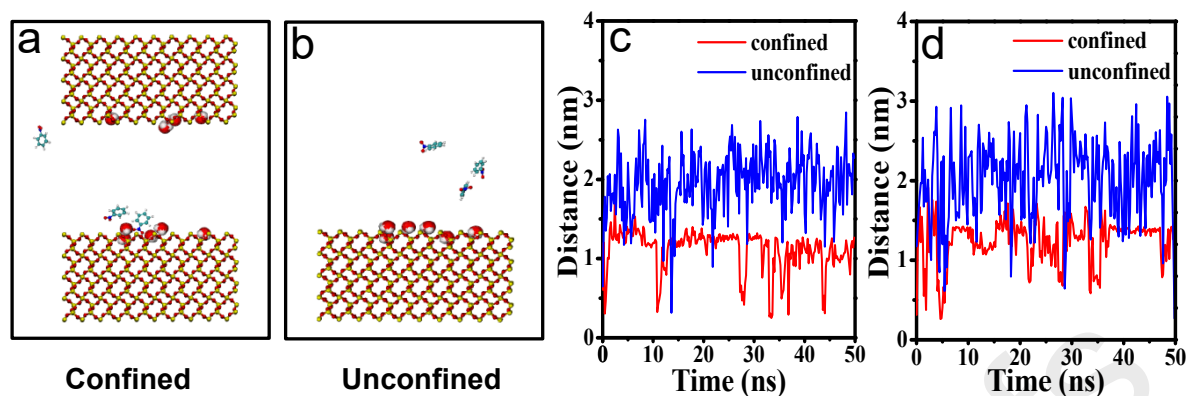 a
b
c
d
Confined
Unconfined
confined
unconfined
Distance (nm)
4
3
2
1
0
0 10 20 30 40 50
Time (ns)
confined
unconfined
Distance (nm)
4
3
2
1
0
0 10 20 30 40 50
Time (ns)